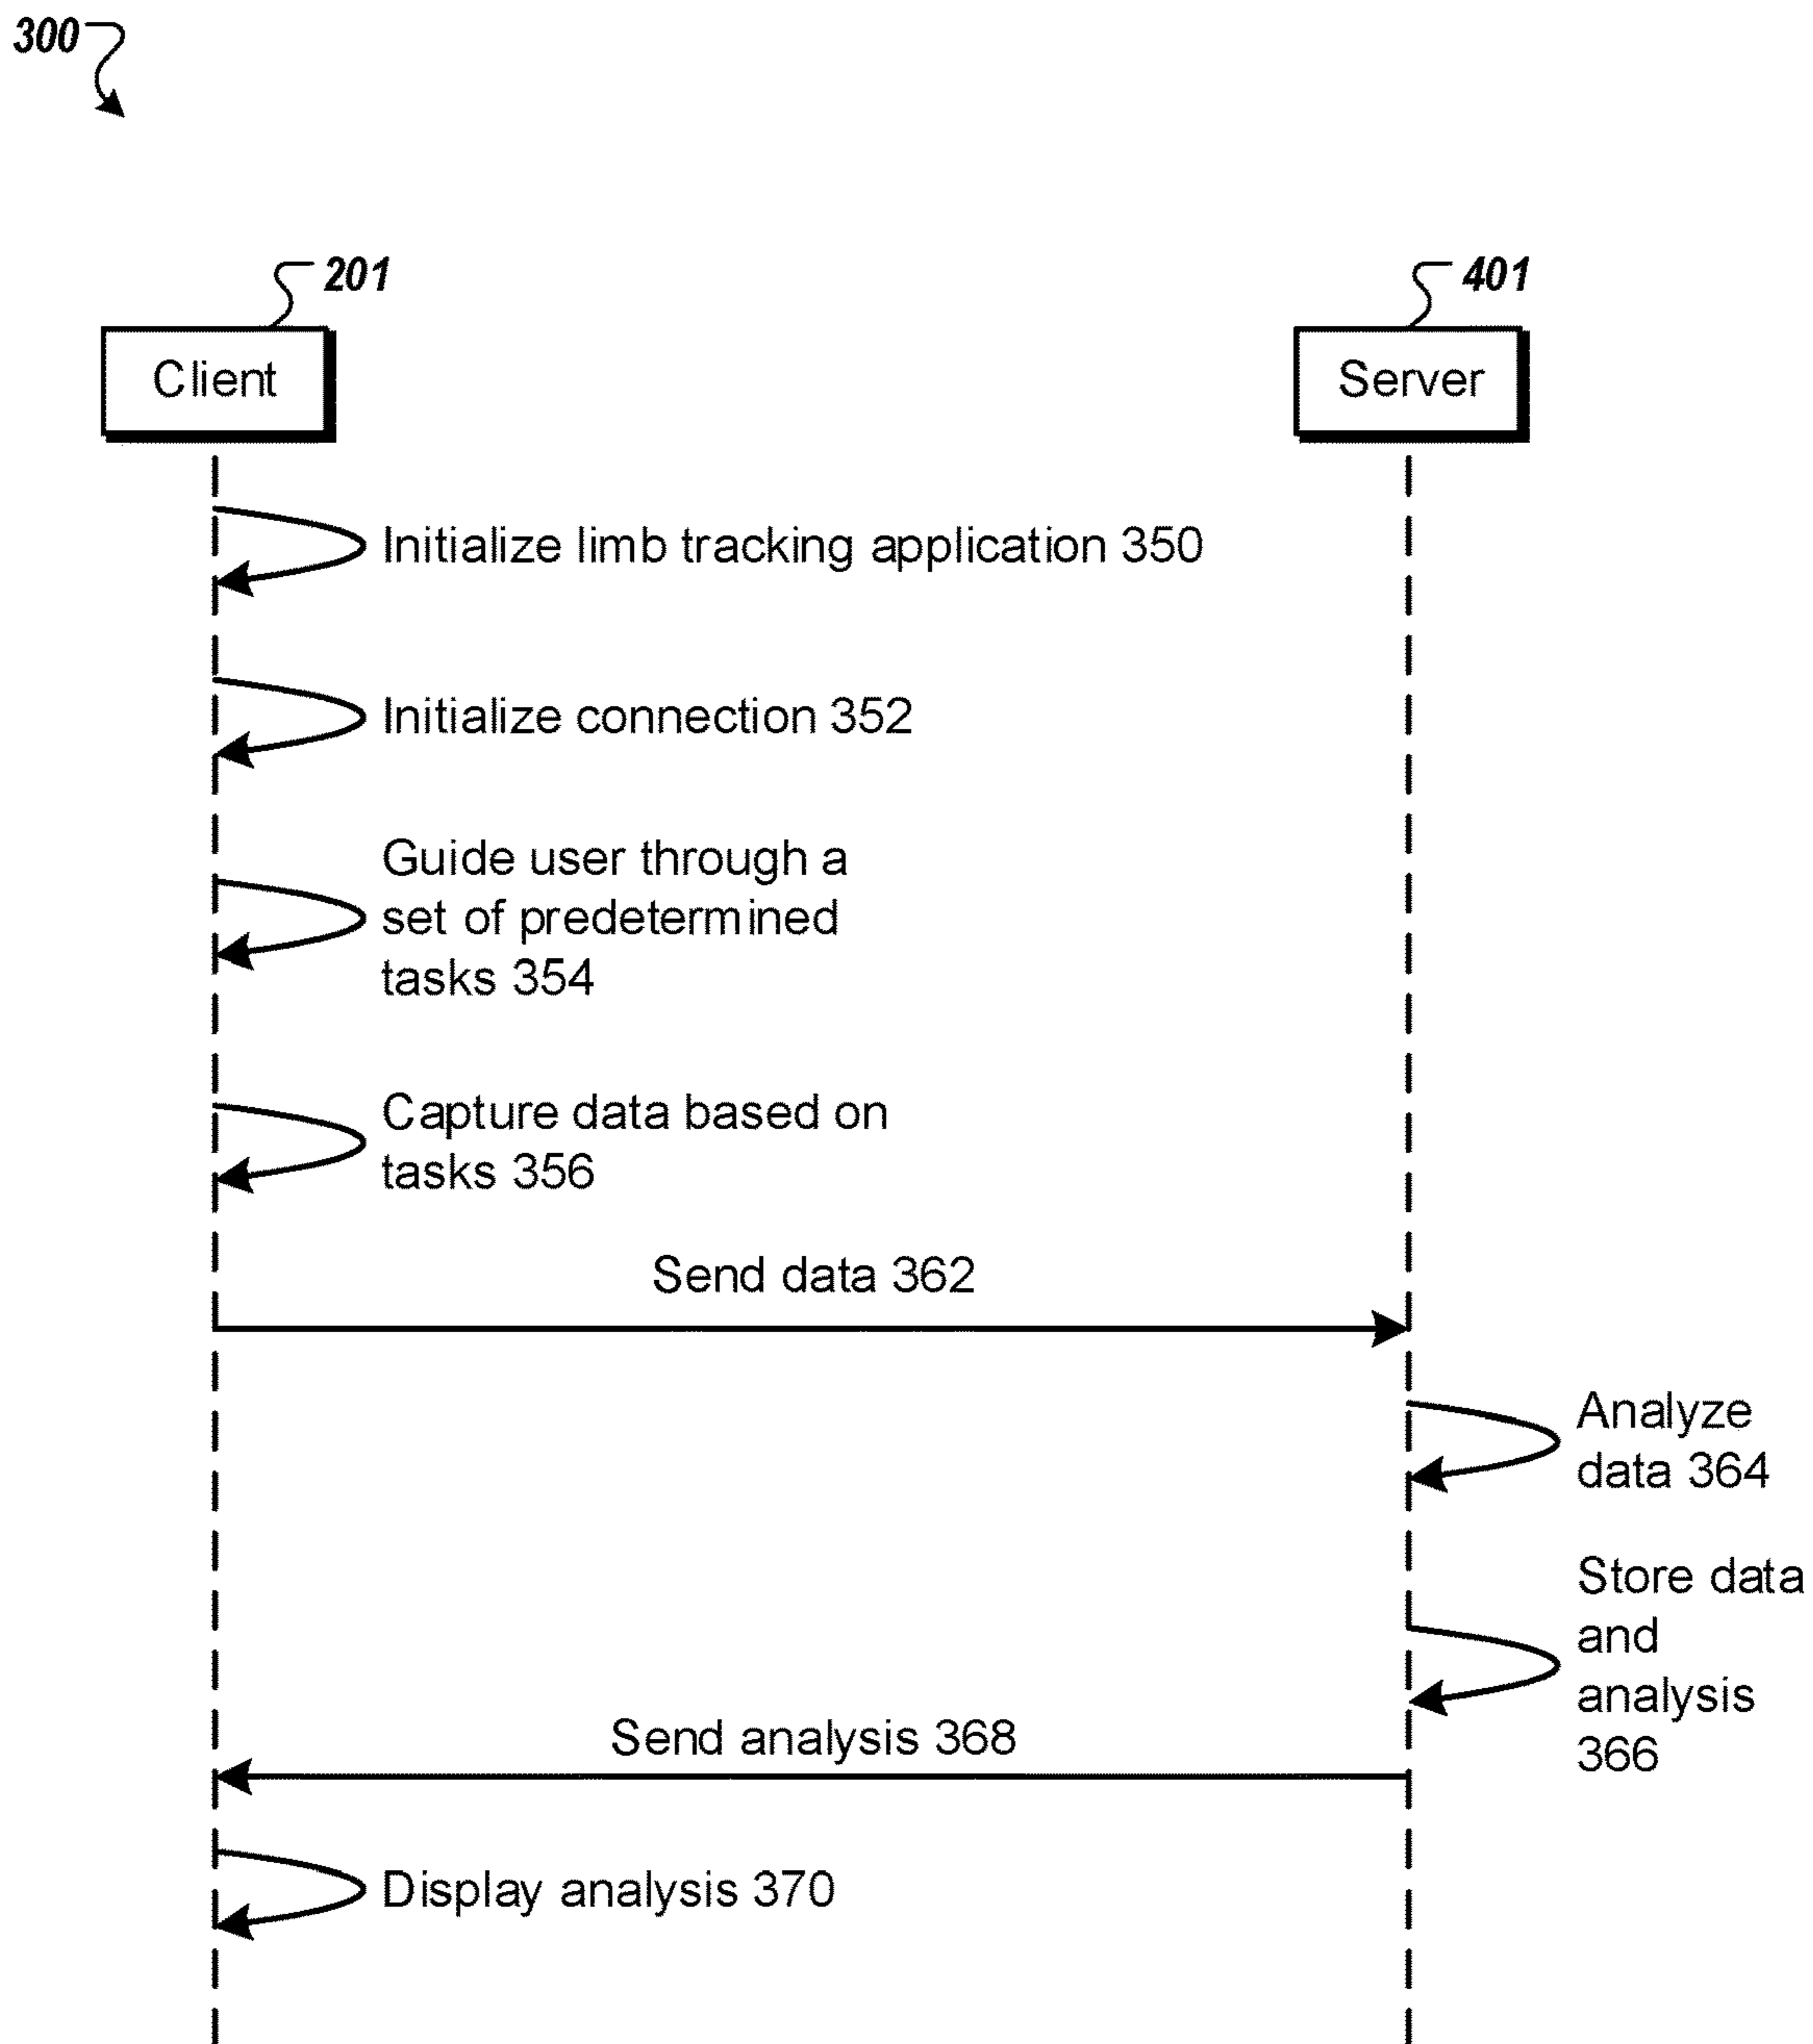 300
201
401
Client
Server
Initialize limb tracking application 350
Initialize connection 352
Guide user through a
set of predetermined
tasks 354
Capture data based on
tasks 356
Send data 362
Analyze
data 364
Store data
and
analysis
366
Send analysis 368
Display analysis 370